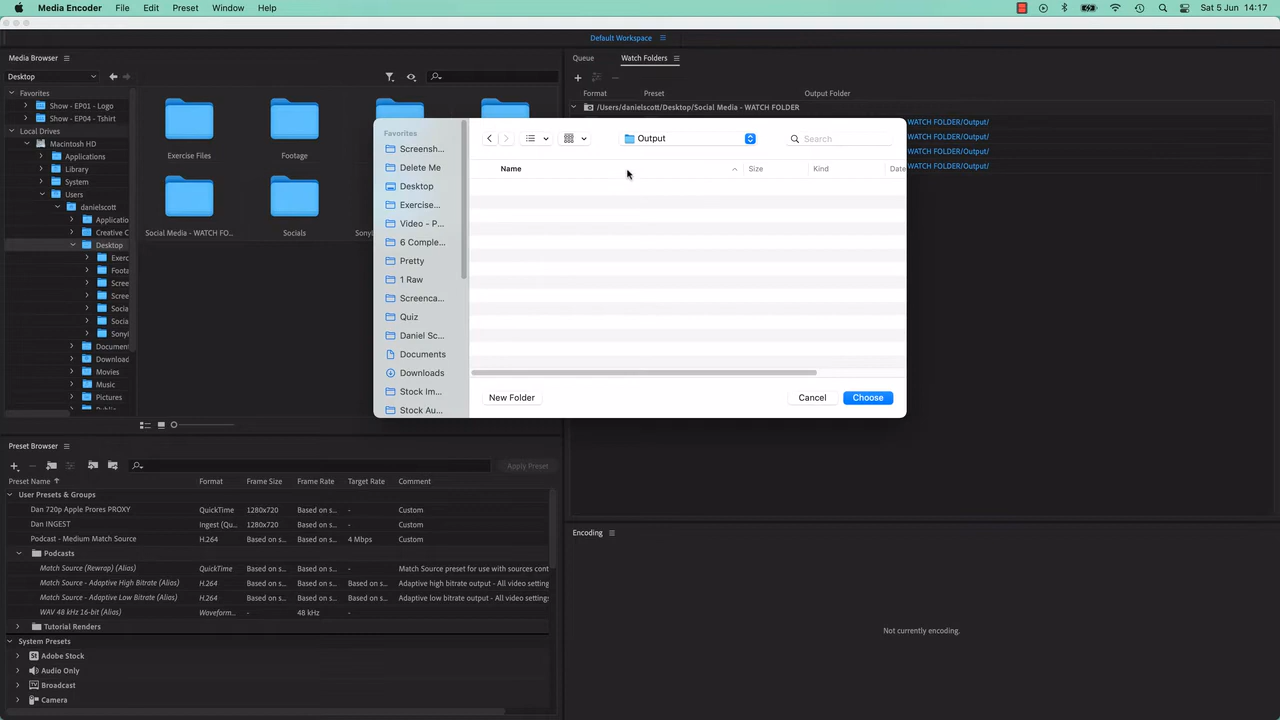 Media Encoder File Edit Preset Window Help Sat 5 Jun 14:17
Default Workspace
Media Browser
Desktop
Favorites
Show - EP01 - Logo
Show - EP04 - Tshirt
Local Drives
Macintosh HD
Applications
Library
System
Users
danielscott
Applicatio
Creative C
Desktop
Exerc
Foota
Scree
Scree
Socia
Socia
Sonyl
Documen
Download
Movies
Music
Pictures
Exercise Files
Footage
Social Media - WATCH FO...
Socials
Queue Watch Folders
Format Preset Output Folder
/Users/danielscott/Desktop/Social Media - WATCH FOLDER
WATCH FOLDER/Output/
WATCH FOLDER/Output/
WATCH FOLDER/Output/
WATCH FOLDER/Output/
Favorites
Screensh...
Delete Me
Desktop
Exercise...
Video - P...
6 Comple...
Pretty
1 Raw
Screenca...
Quiz
Daniel Sc...
Documents
Downloads
Stock Im...
Stock Au...
Output
Search
Name Size Kind Date
New Folder Cancel Choose
Preset Browser
Apply Preset
Preset Name Format Frame Size Frame Rate Target Rate Comment
User Presets & Groups
Dan 720p Apple Prores PROXY QuickTime 1280x720 Based on s... - Custom
Dan INGEST Ingest (Qu... 1280x720 Based on s... - Custom
Podcast - Medium Match Source H.264 Based on s... Based on s... 4 Mbps Custom
Podcasts
Match Source (Rewrap) (Alias) QuickTime Based on s... Based on s... - Match Source preset for use with sources cont
Match Source - Adaptive High Bitrate (Alias) H.264 Based on s... Based on s... Based on s... Adaptive high bitrate output - All video setting
Match Source - Adaptive Low Bitrate (Alias) H.264 Based on s... Based on s... Based on s... Adaptive low bitrate output - All video settings
WAV 48 kHz 16-bit (Alias) Waveform... - 48 kHz -
Tutorial Renders
System Presets
St Adobe Stock
Audio Only
Broadcast
Camera
Encoding
Not currently encoding.